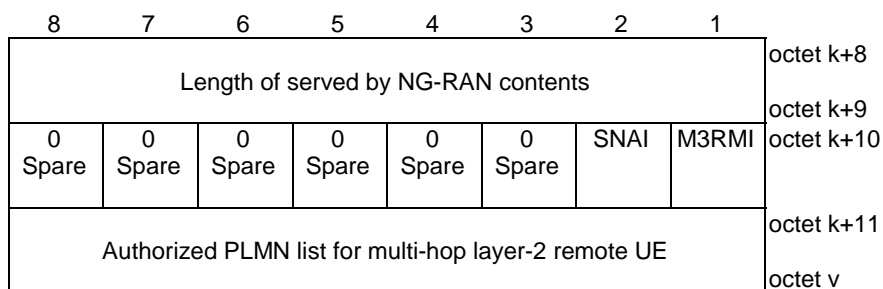 8 7 6 5 4 3 2 1
octet k+8
Length of served by NG-RAN contents
octet k+9
0 0 0 0 0 0 SNAI M3RMI octet k+10
Spare Spare Spare Spare Spare Spare
octet k+11
Authorized PLMN list for multi-hop layer-2 remote UE
octet v